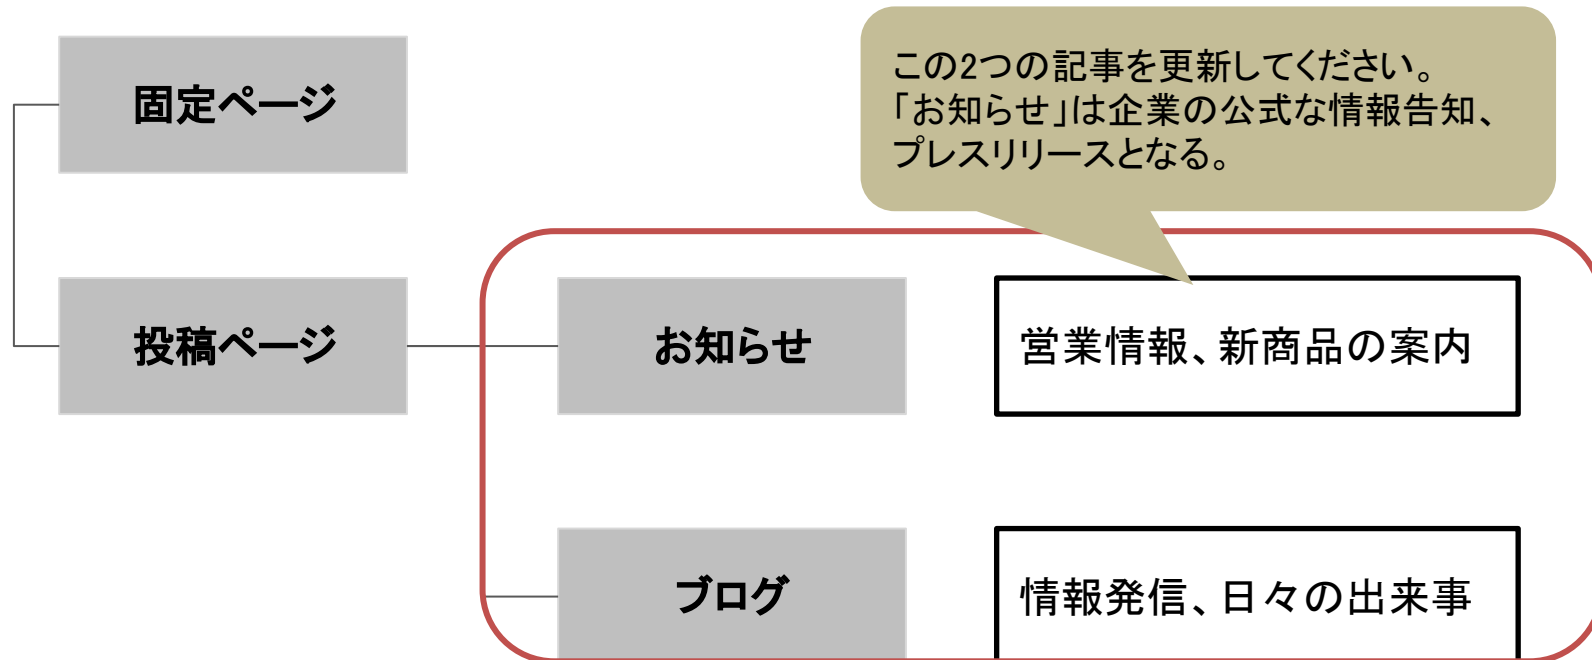 固定ページ
この2つの記事を更新してください。
「お知らせ」は企業の公式な情報告知、
プレスリリースとなる。
投稿ページ
お知らせ
営業情報、新商品の案内
ブログ
情報発信、日々の出来事